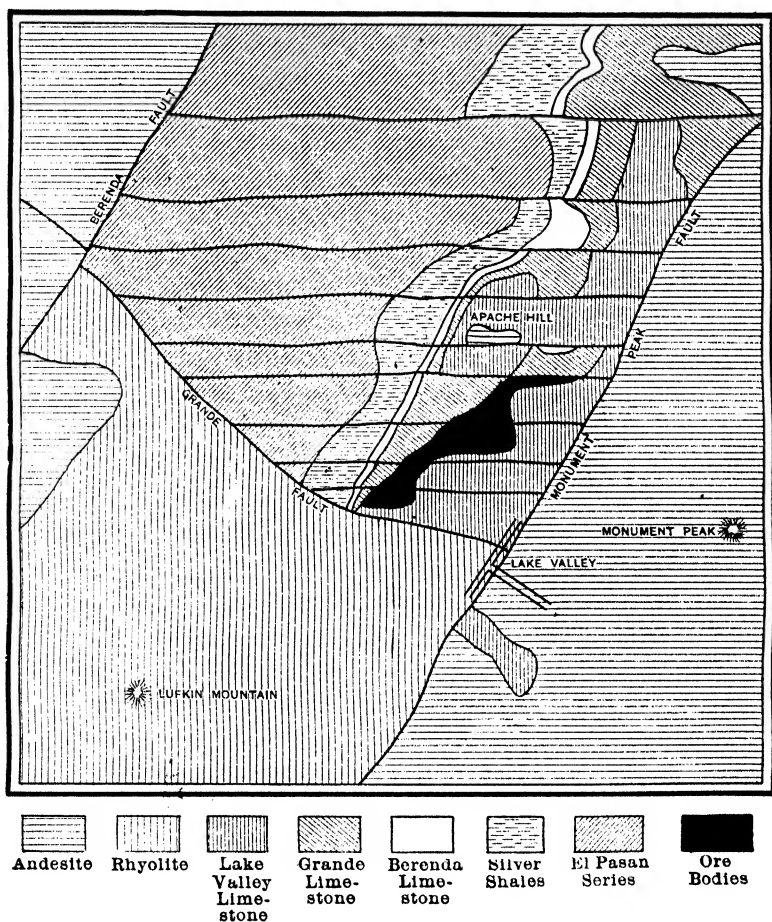 BERENDA FAULT
APACHE HILL
MONUMENT PEAK FAULT
GRANDE FAULT
MONUMENT PEAK
LAKE VALLEY
LUFKIN MOUNTAIN
Andesite
Rhyolite
Lake
Valley
Lime-
stone
Grande
Lime-
stone
Berenda
Lime-
stone
Silver
Shales
El Pasan
Series
Ore
Bodies